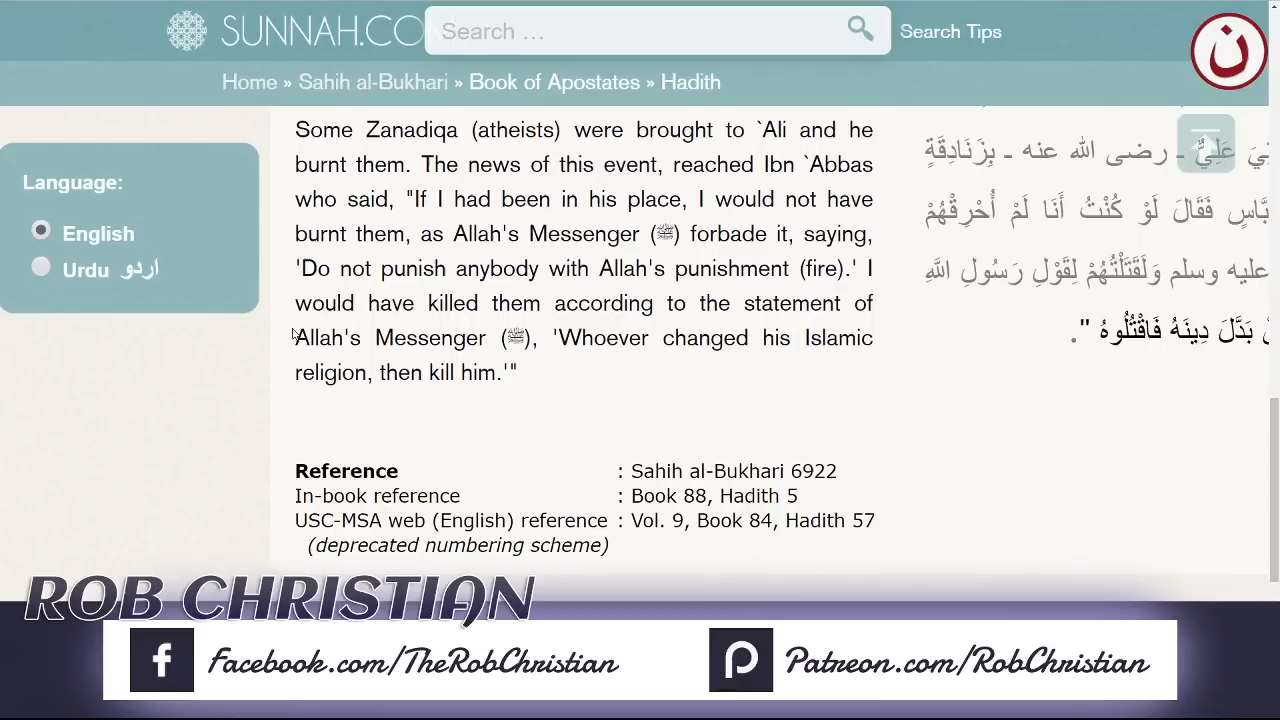 SUNNAH.CO
Search ...
Search Tips
ن
Home » Sahih al-Bukhari » Book of Apostates » Hadith
Language:
English
Urdu اردو
Some Zanadiqa (atheists) were brought to `Ali and he
burnt them. The news of this event, reached Ibn `Abbas
who said, "If I had been in his place, I would not have
burnt them, as Allah's Messenger (ﷺ) forbade it, saying,
'Do not punish anybody with Allah's punishment (fire).' I
would have killed them according to the statement of
Allah's Messenger (ﷺ), 'Whoever changed his Islamic
religion, then kill him.'"
عَلِيٌّ ـ رضى الله عنه ـ بِزَنَادِقَةٍ
فَقَالَ لَوْ كُنْتُ أَنَا لَمْ أُحْرِقْهُمْ
عليه وسلم وَلَقَتَلْتُهُمْ لِقَوْلِ رَسُولِ اللَّهِ
بَدَّلَ دِينَهُ فَاقْتُلُوهُ ".
Reference : Sahih al-Bukhari 6922
In-book reference : Book 88, Hadith 5
USC-MSA web (English) reference : Vol. 9, Book 84, Hadith 57
(deprecated numbering scheme)
ROB CHRISTIAN
Facebook.com/TheRobChristian
Patreon.com/RobChristian